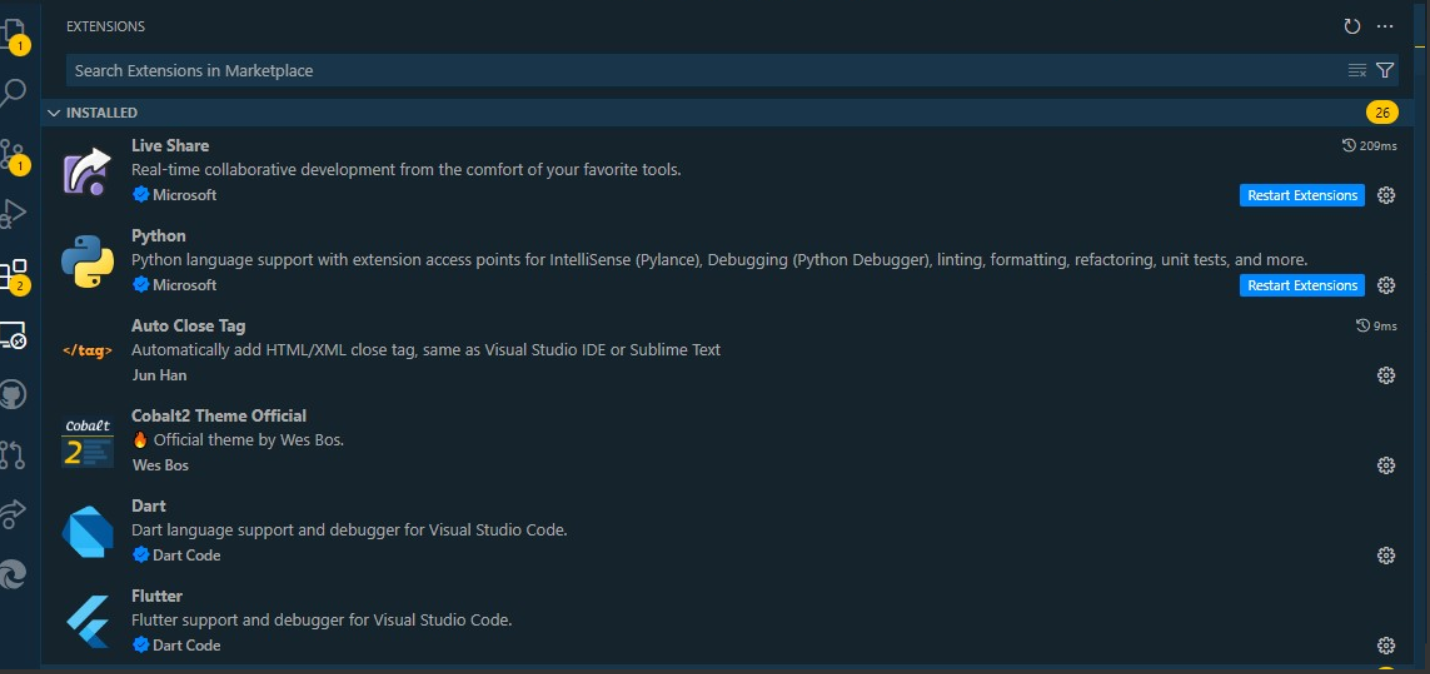 EXTENSIONS
1
Search Extensions in Marketplace
INSTALLED 26
Live Share 209ms
Real-time collaborative development from the comfort of your favorite tools.
Microsoft Restart Extensions
1
Python
Python language support with extension access points for IntelliSense (Pylance), Debugging (Python Debugger), linting, formatting, refactoring, unit tests, and more.
Microsoft Restart Extensions
2
</tag>
Auto Close Tag 9ms
Automatically add HTML/XML close tag, same as Visual Studio IDE or Sublime Text
Jun Han
Cobalt
2
Cobalt2 Theme Official
🔥 Official theme by Wes Bos.
Wes Bos
Dart
Dart language support and debugger for Visual Studio Code.
Dart Code
Flutter
Flutter support and debugger for Visual Studio Code.
Dart Code